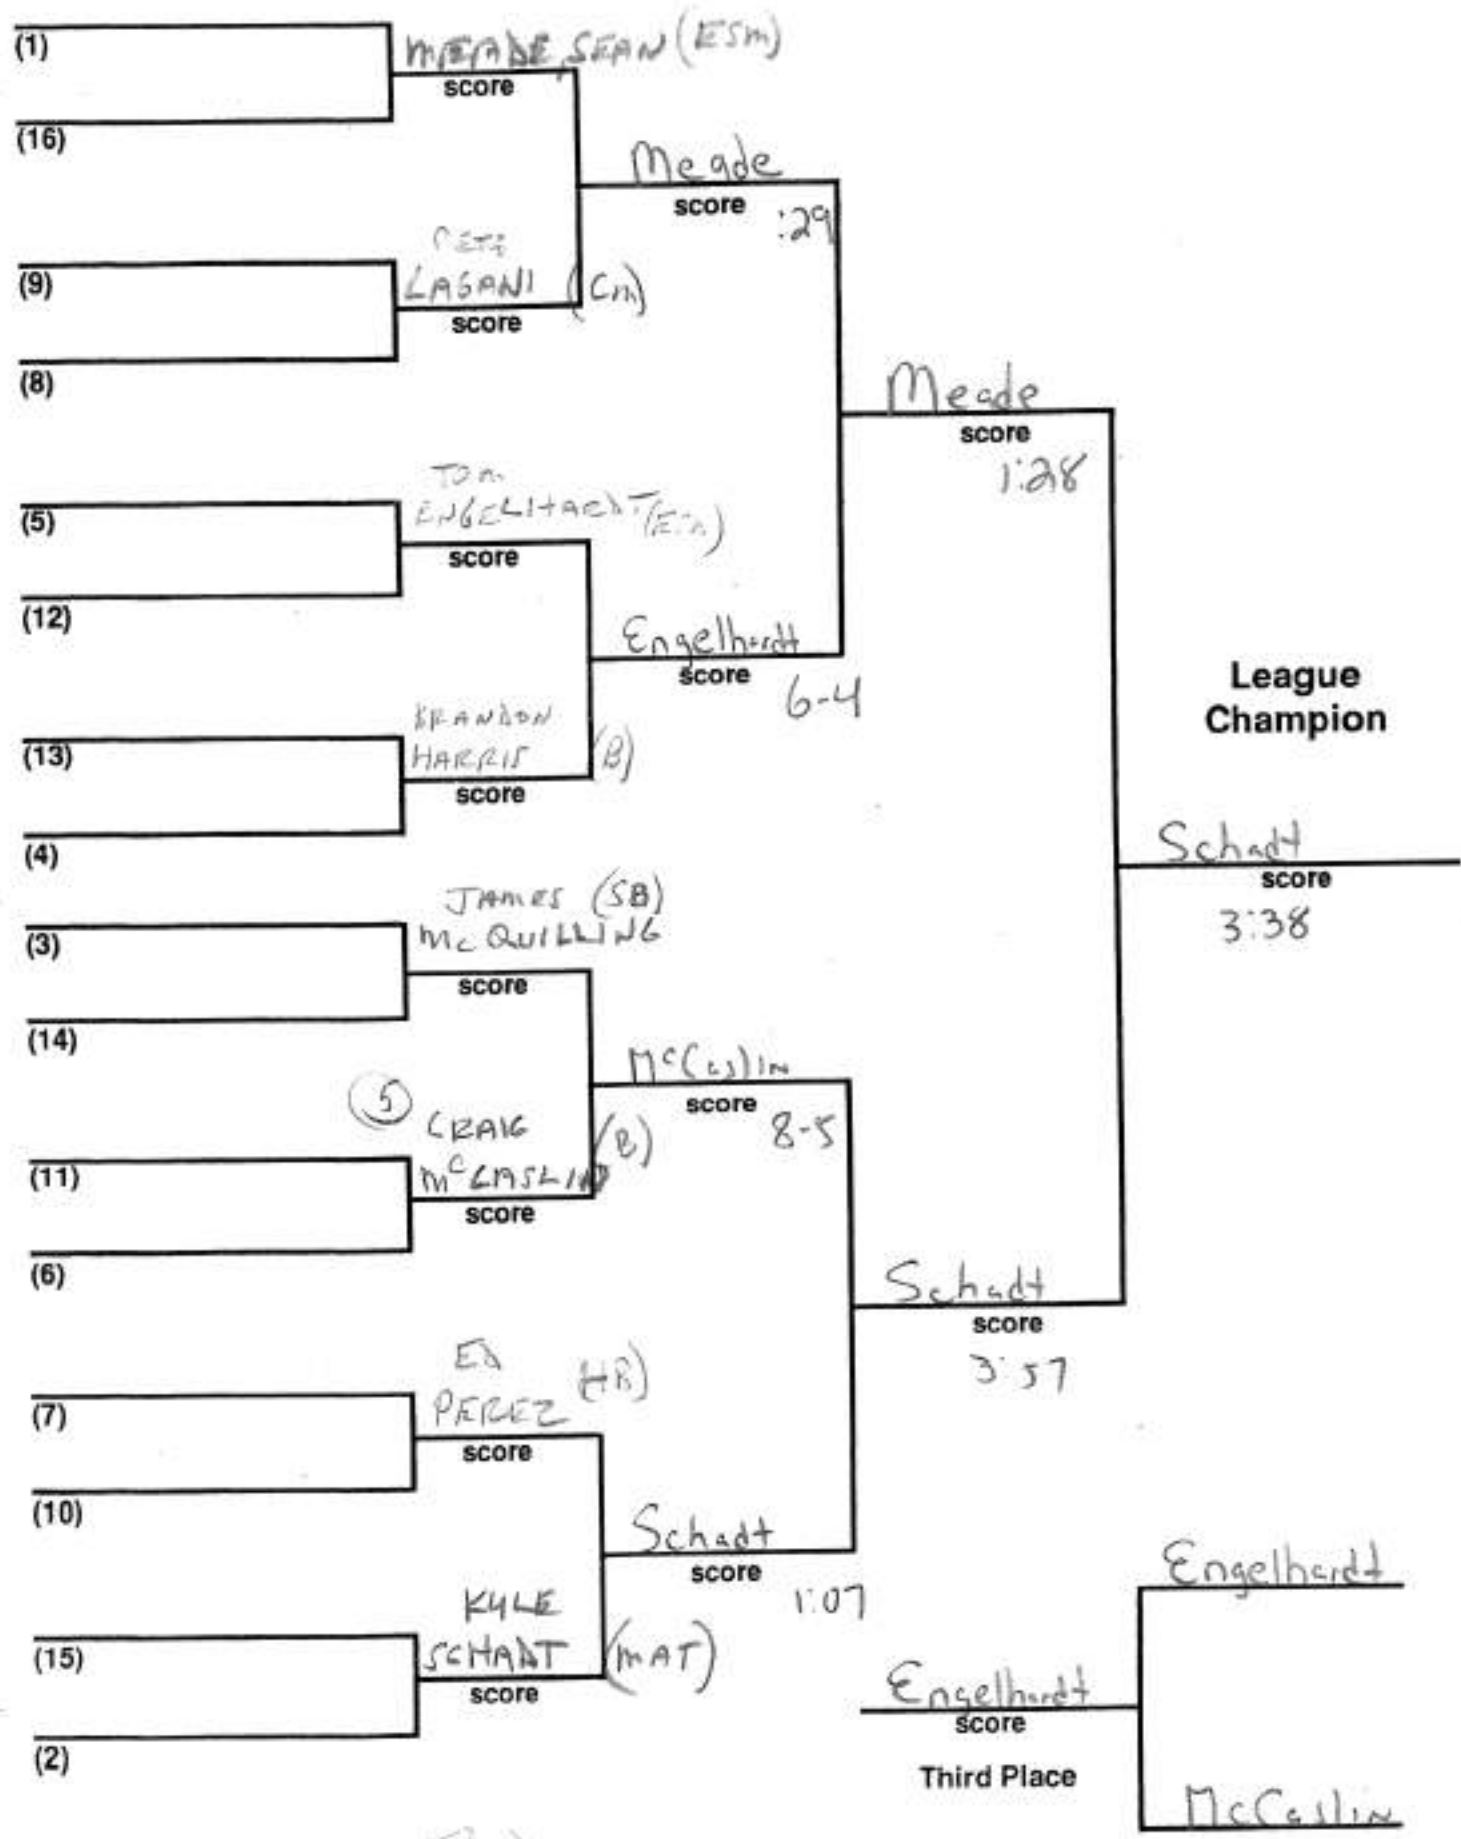 (1)
MEADE, SEAN (ESM)
score
(16)
Meade
score
:29
PETE
(9)
LAGANI (CM)
score
(8)
Meade
score
1:28
TOM
(5)
ENGELHARDT
score
(12)
Engelhardt
score
6-4
BRANDON
(13)
HARRIS (B)
score
(4)
League
Champion
Schadt
score
3:38
JAMES (SB)
(3)
McQUILLING
score
(14)
McCaslin
score
8-5
(5)
CRAIG (B)
(11)
McCASLIN
score
(6)
Schadt
score
3:57
ED (HB)
(7)
PEREZ
score
(10)
Schadt
score
1:07
KYLE
(15)
SCHADT (MAT)
score
(2)
Engelhardt
Engelhardt
score
Third Place
McCaslin